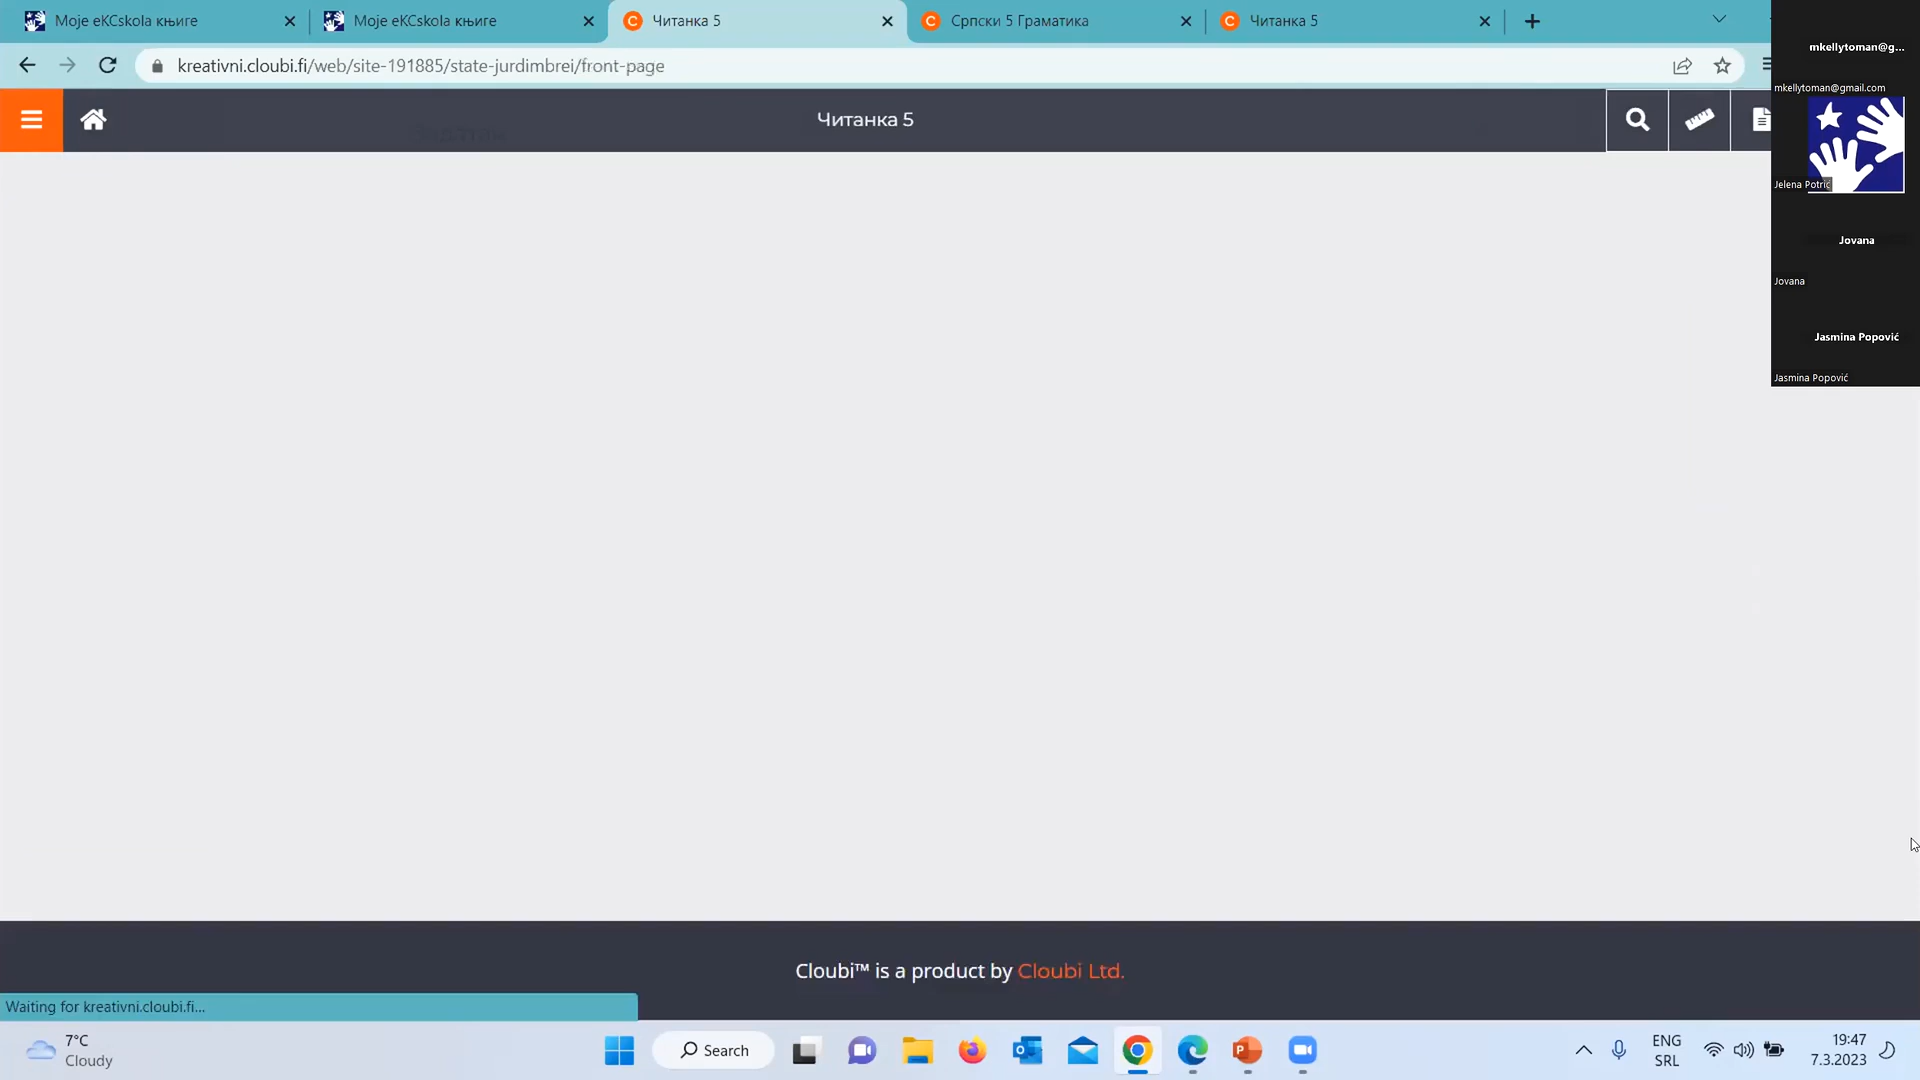 Moje eKCskola књиге
Moje eKCskola књиге
Читанка 5
Српски 5 Граматика
Читанка 5
kreativni.cloubi.fi/web/site-191885/state-jurdimbrei/front-page
Читанка 5
mkellytoman@g...
mkellytoman@gmail.com
Jelena Potrić
Jovana
Jovana
Jasmina Popović
Jasmina Popović
Cloubi™ is a product by Cloubi Ltd.
Waiting for kreativni.cloubi.fi...
7°C
Cloudy
Search
ENG
SRL
19:47
7.3.2023